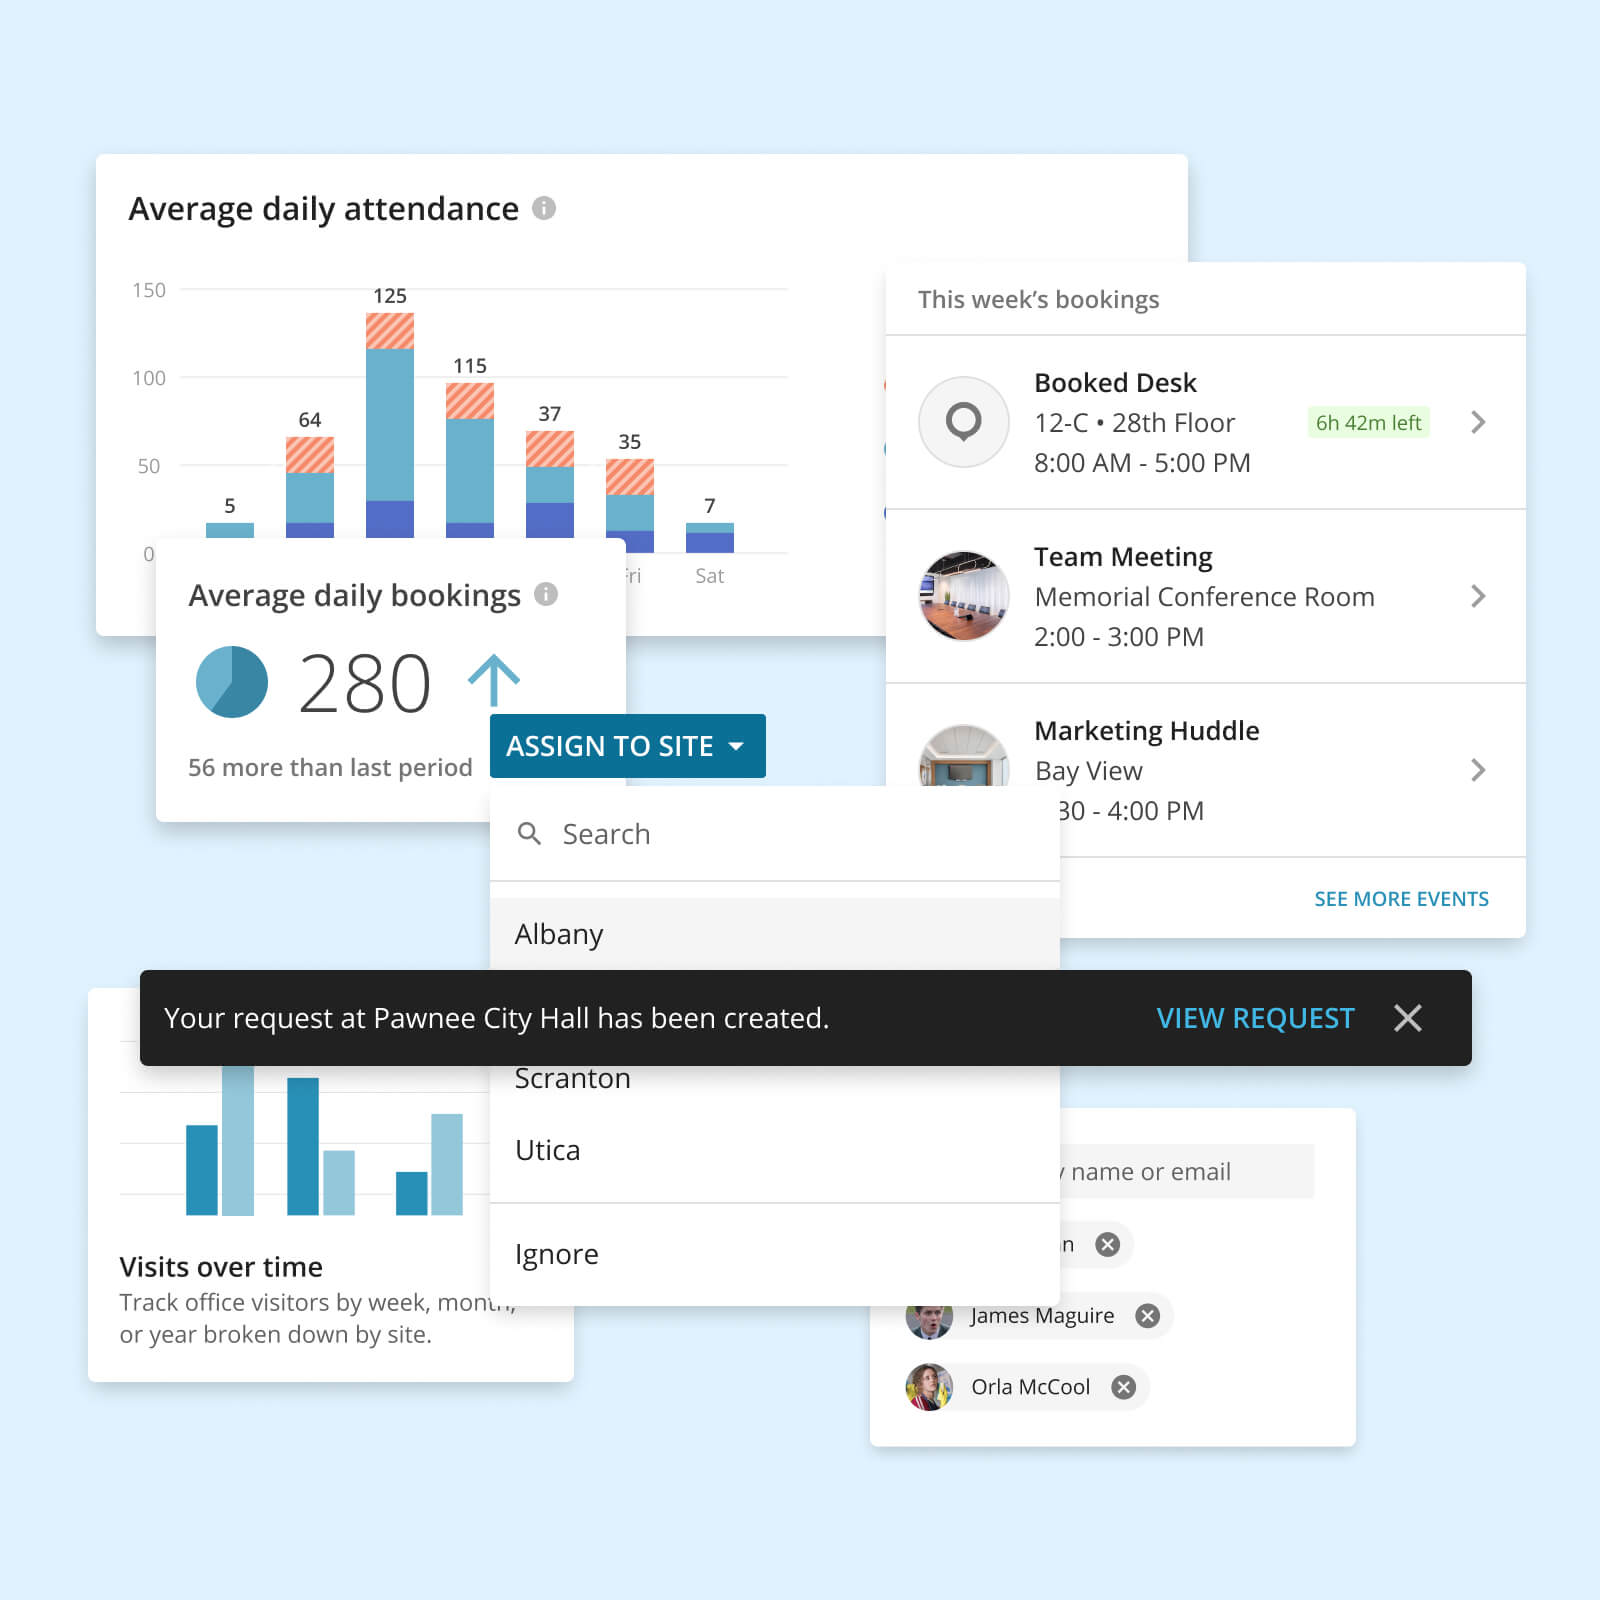 Average daily attendance
150
125
100
115
64
37
35
50
5
7
0
Sat
Average daily bookings
280
56 more than last period
This week’s bookings
Booked Desk
12-C • 28th Floor
6h 42m left
8:00 AM - 5:00 PM
Team Meeting
Memorial Conference Room
2:00 - 3:00 PM
Marketing Huddle
Bay View
30 - 4:00 PM
SEE MORE EVENTS
ASSIGN TO SITE
Search
Albany
Your request at Pawnee City Hall has been created.
VIEW REQUEST
Scranton
Utica
Ignore
Visits over time
Track office visitors by week, month,
or year broken down by site.
name or email
James Maguire
Orla McCool